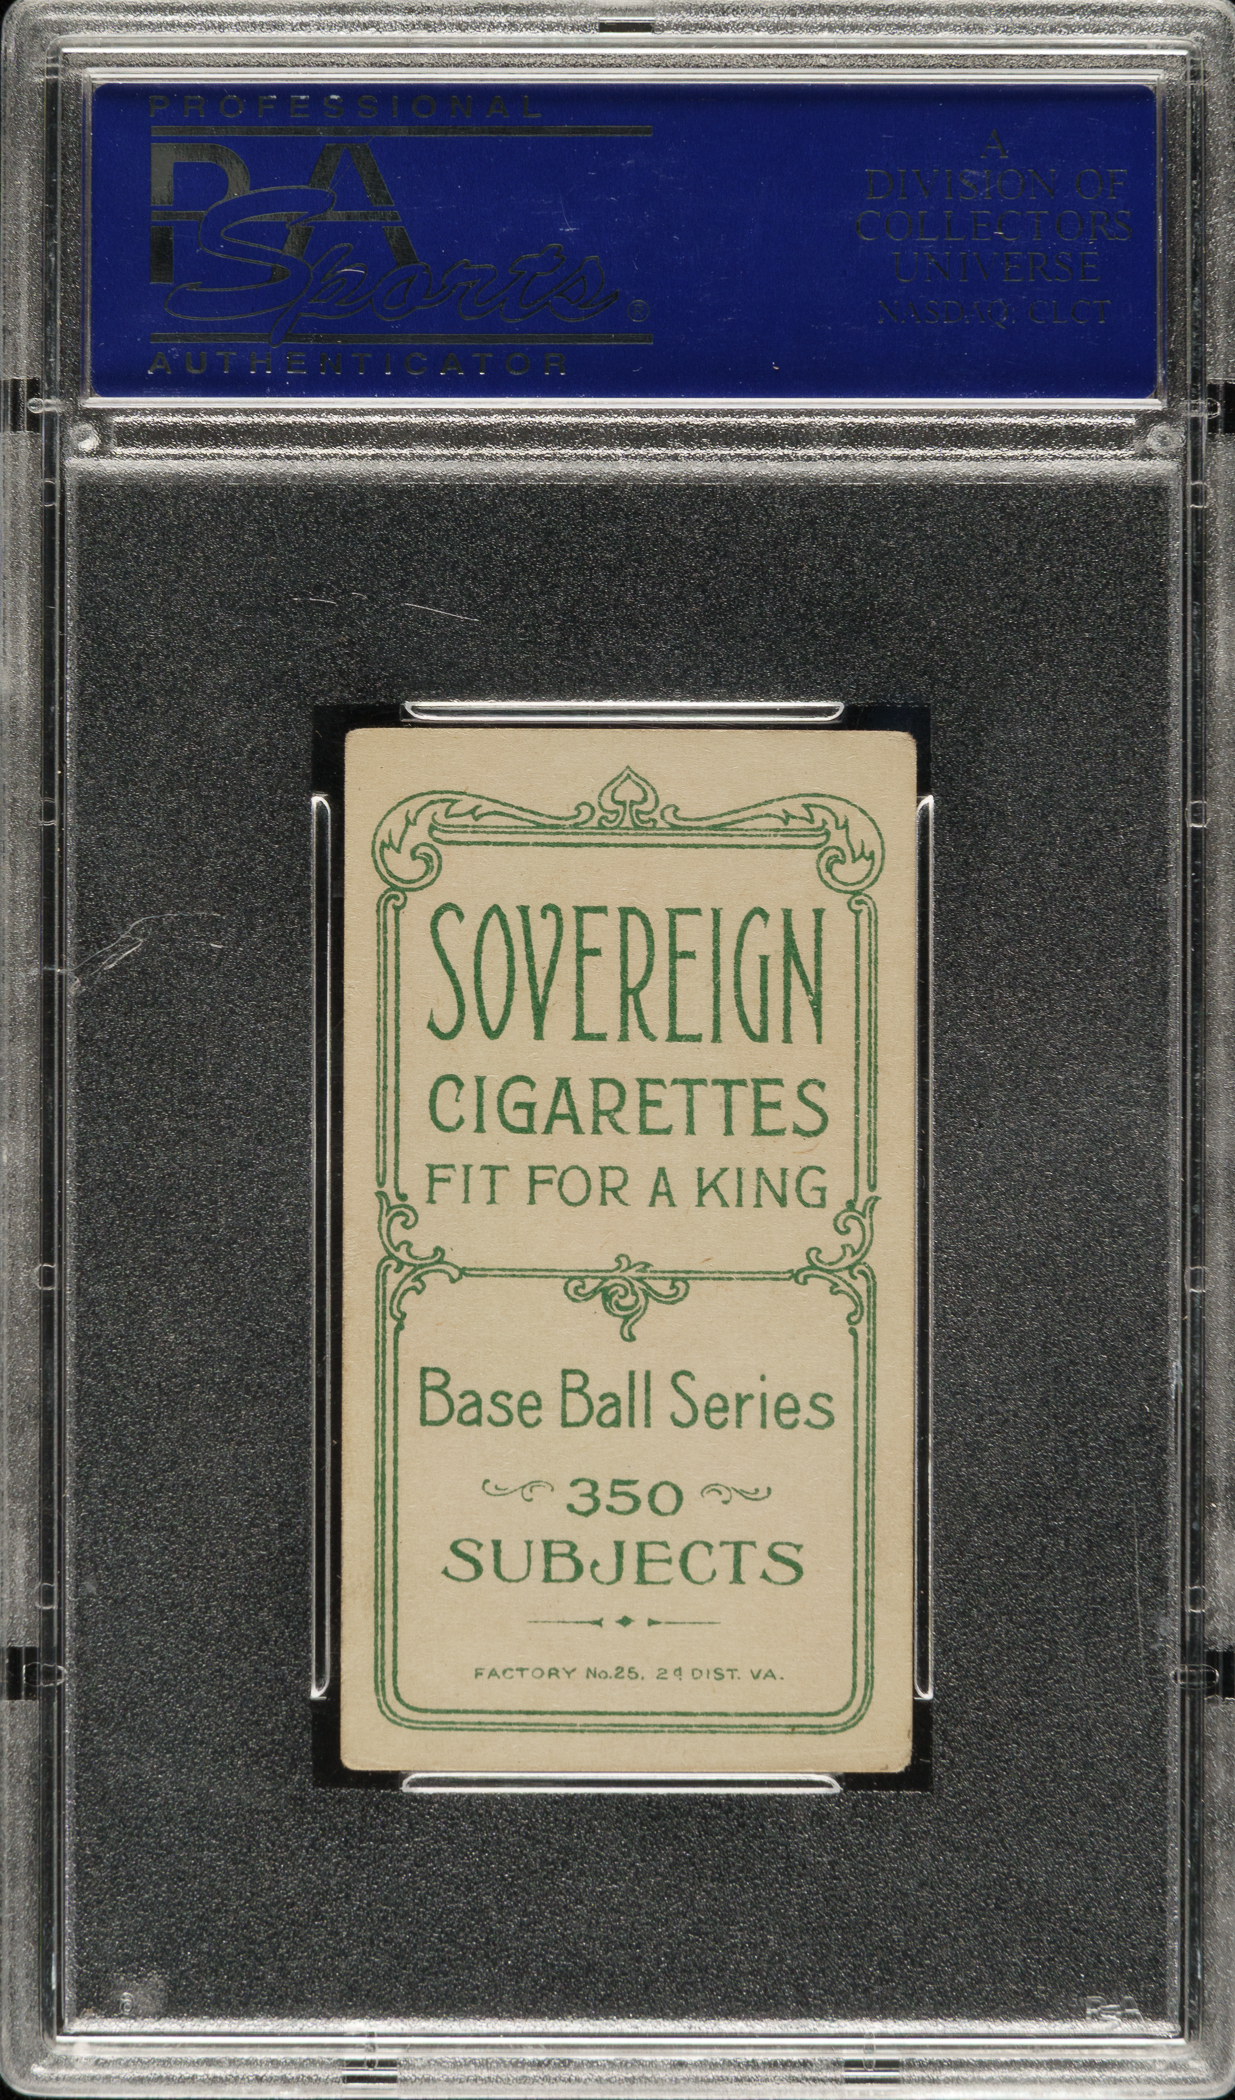 PROFESSIONAL
PSA
Sports®
AUTHENTICATOR
A
DIVISION OF
COLLECTORS
UNIVERSE
NASDAQ: CLCT
SOVEREIGN
CIGARETTES
FIT FOR A KING
Base Ball Series
350
SUBJECTS
FACTORY No.25, 2d DIST. VA.
PSA